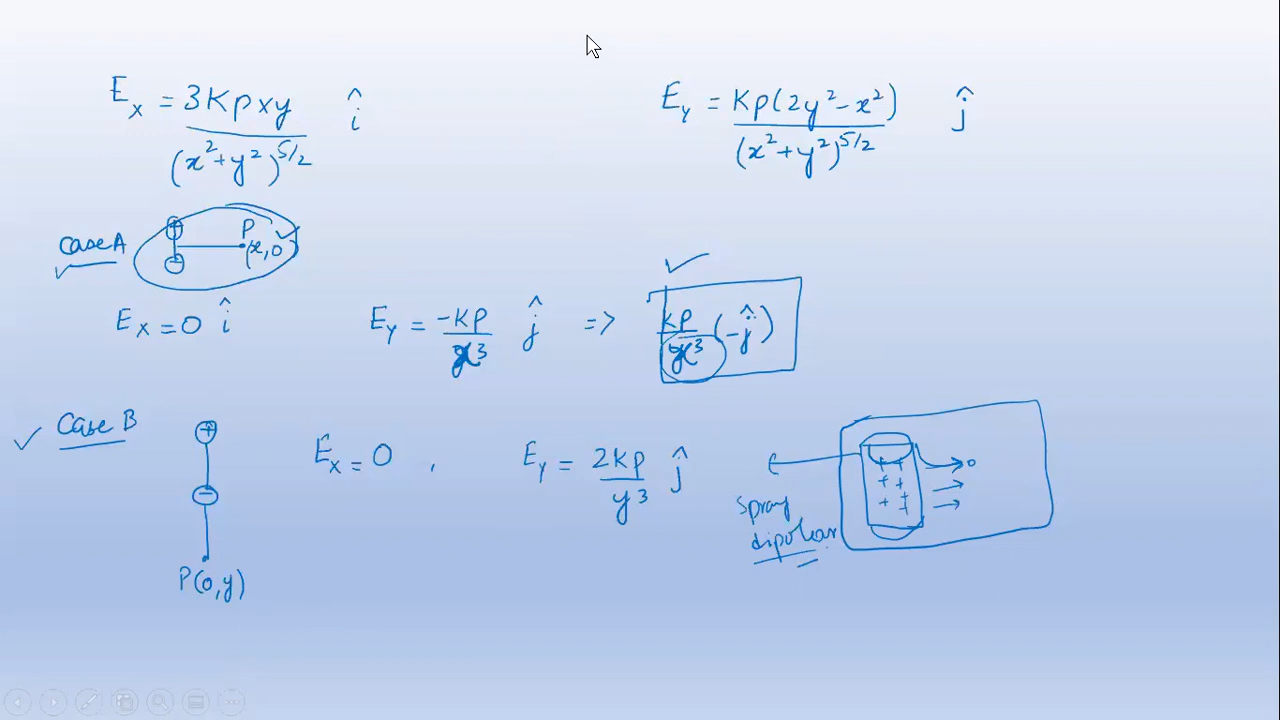 Ex = 3Kpxy / (x² + y²)^5/2 î
Ey = Kp(2y² − x²) / (x² + y²)^5/2 ĵ
Case A
+
−
P
(x,0)
Ex = 0 î
Ey = −Kp / x³ ĵ => Kp / x³ (−ĵ)
Case B
+
−
P(0,y)
Ex = 0 , Ey = 2Kp / y³ ĵ
+ +
+ +
+ +
+
spray
dipolar